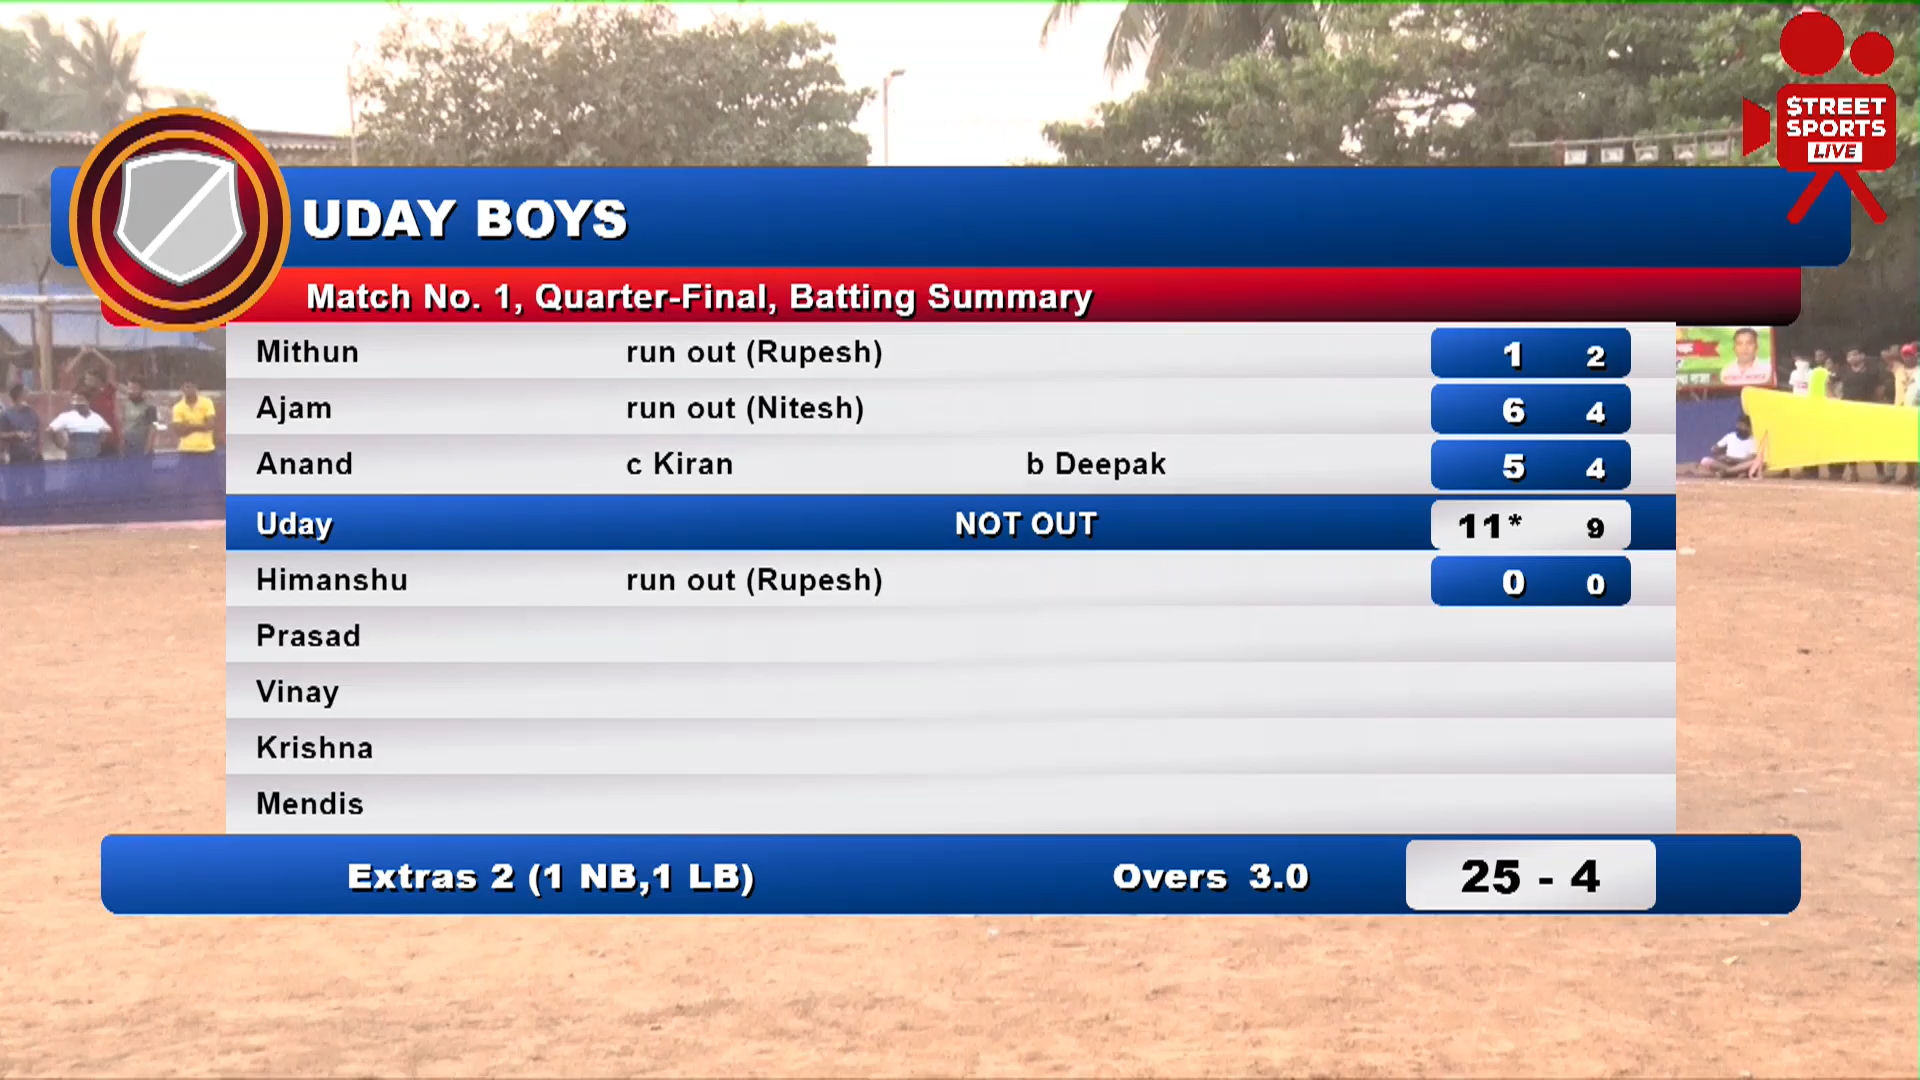 STREET
SPORTS
LIVE
UDAY BOYS
Match No. 1, Quarter-Final, Batting Summary
Mithun run out (Rupesh) 1 2
Ajam run out (Nitesh) 6 4
Anand c Kiran b Deepak 5 4
Uday NOT OUT 11* 9
Himanshu run out (Rupesh) 0 0
Prasad
Vinay
Krishna
Mendis
Extras 2 (1 NB,1 LB) Overs 3.0 25 - 4